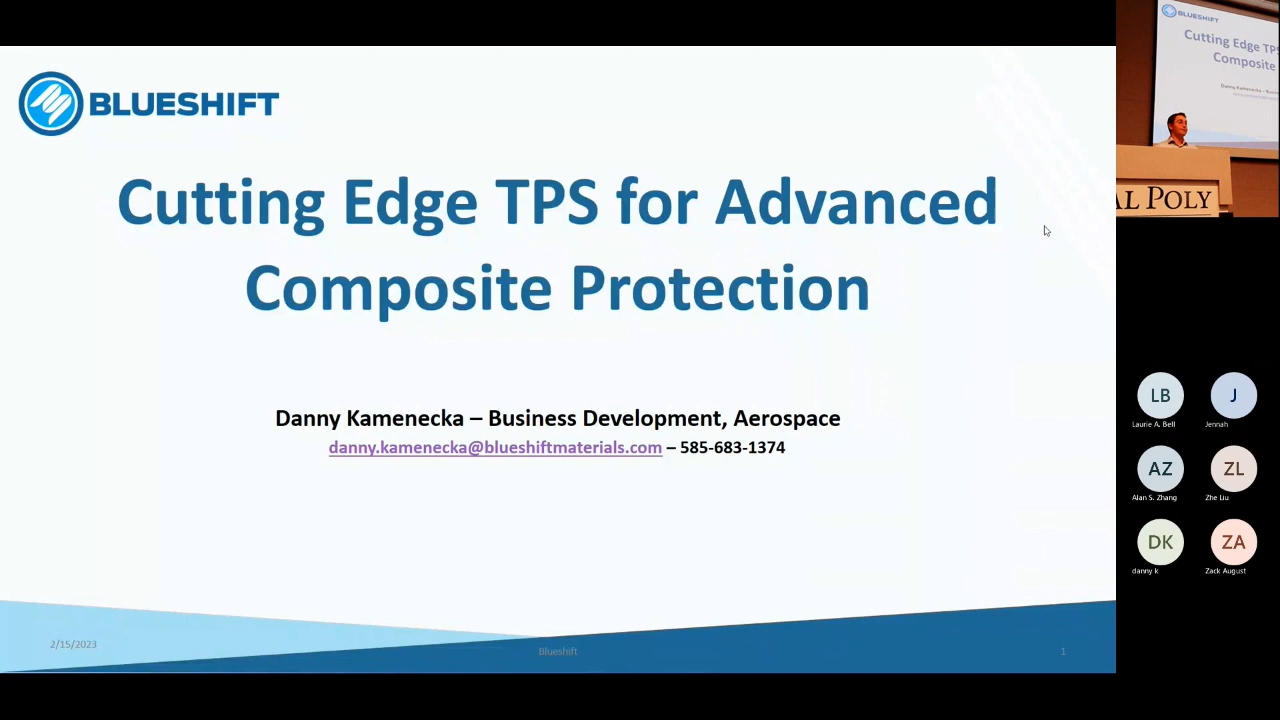 BLUESHIFT
Cutting Edge TPS for Advanced
Composite Protection
Danny Kamenecka – Business Development, Aerospace
danny.kamenecka@blueshiftmaterials.com – 585-683-1374
2/15/2023
Blueshift
1
BLUESHIFT
Cutting Edge TPS
Composite
AL POLY
LB
Laurie A. Bell
J
Jennah
AZ
Alan S. Zhang
ZL
Zhe Liu
DK
danny k
ZA
Zack August